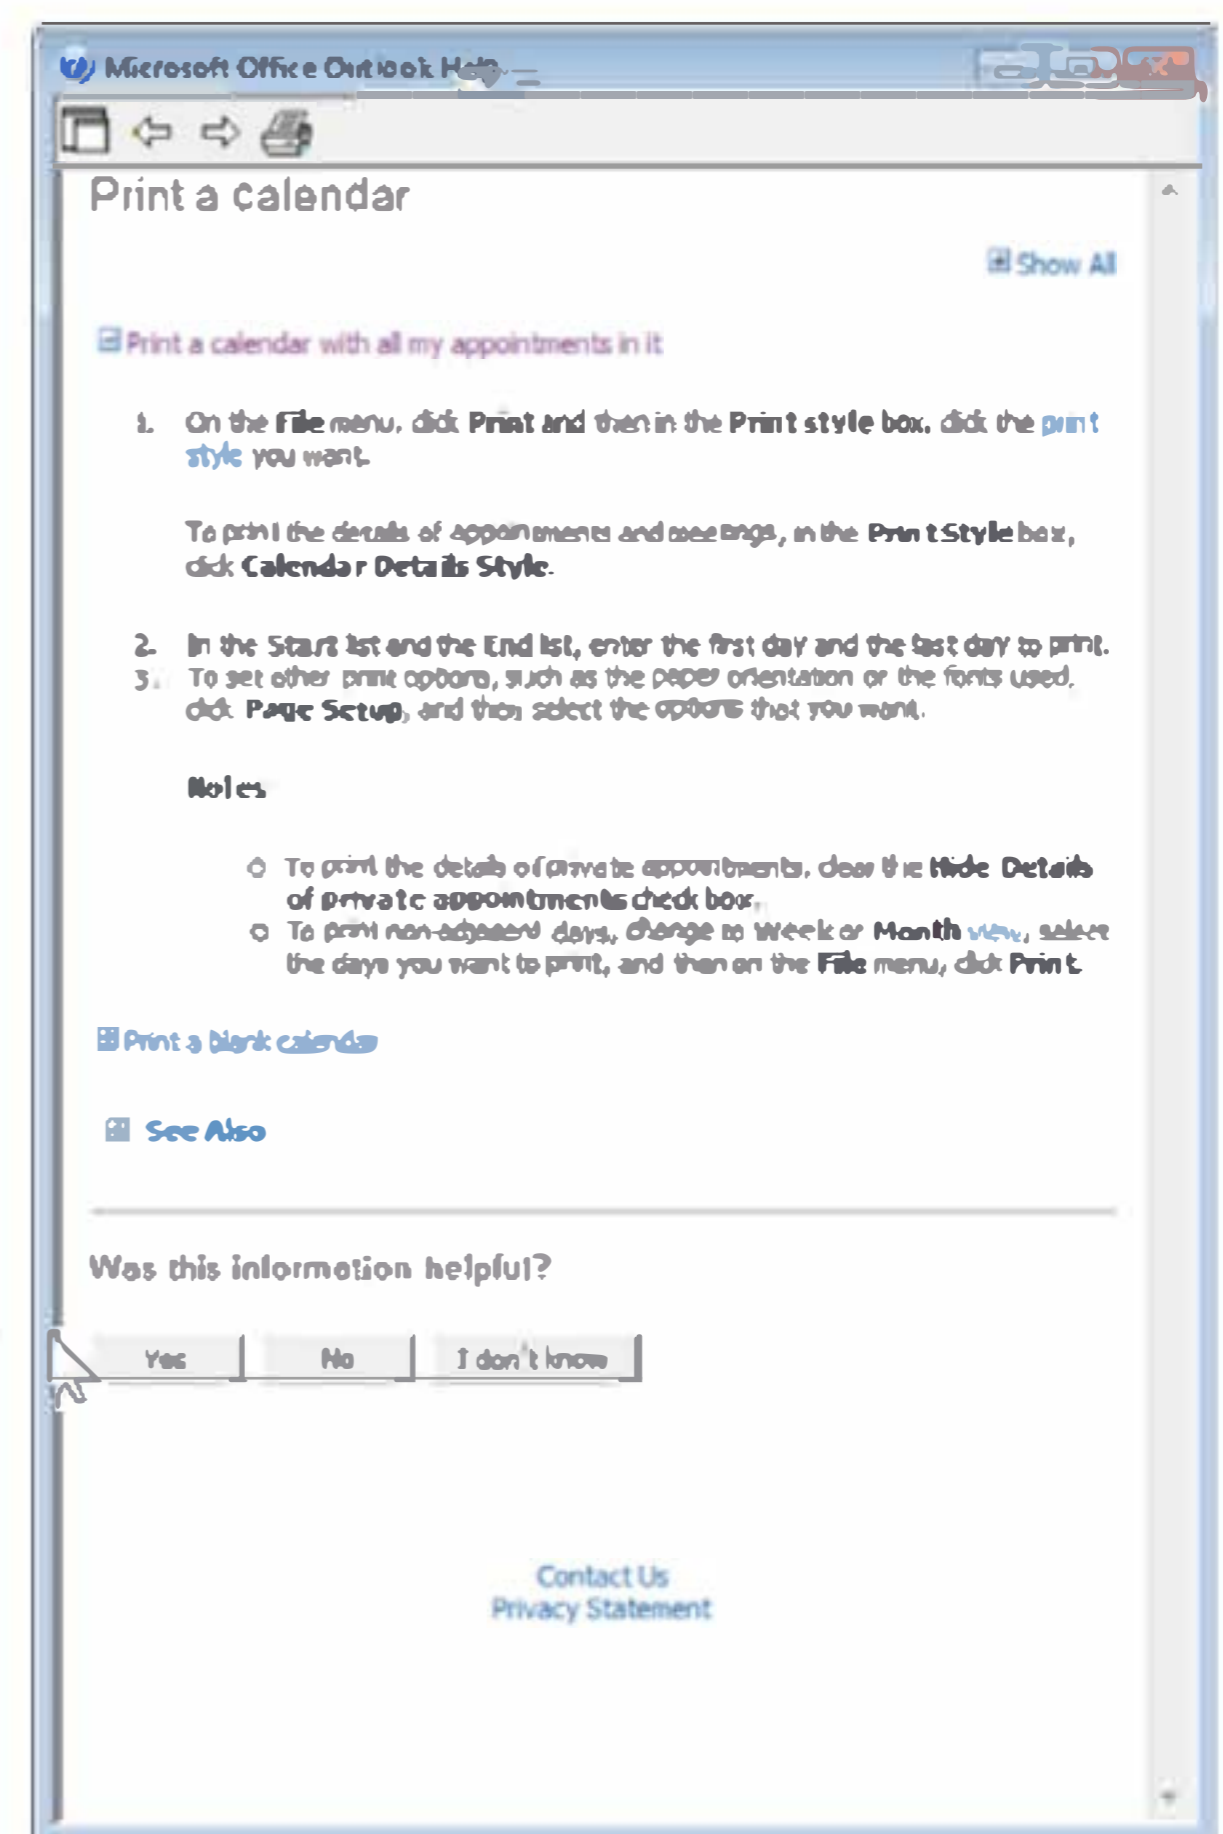 Microsoft Office Outlook Help
Print a calendar
Show All
Print a calendar with all my appointments in it
1. On the File menu, click Print and then in the Print style box, click the print
style you want.
To print the details of appointments and meetings, in the Print Style box,
click Calendar Details Style.
2. In the Start list and the End list, enter the first day and the last day to print.
3. To set other print options, such as the paper orientation or the fonts used,
click Page Setup, and then select the options that you want.
Notes
To print the details of private appointments, clear the Hide Details
of private appointments check box.
To print non-adjacent days, change to Week or Month view, select
the days you want to print, and then on the File menu, click Print.
Print a blank calendar
See Also
Was this information helpful?
Yes No I don't know
Contact Us
Privacy Statement